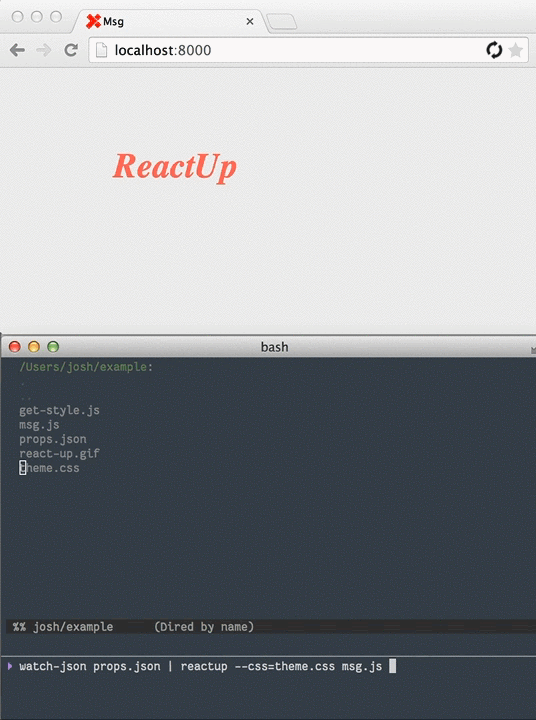 Msg
localhost:8000
ReactUp
bash
/Users/josh/example:
.
..
get-style.js
msg.js
props.json
react-up.gif
theme.css
%% josh/example (Dired by name)
watch-json props.json | reactup --css=theme.css msg.js